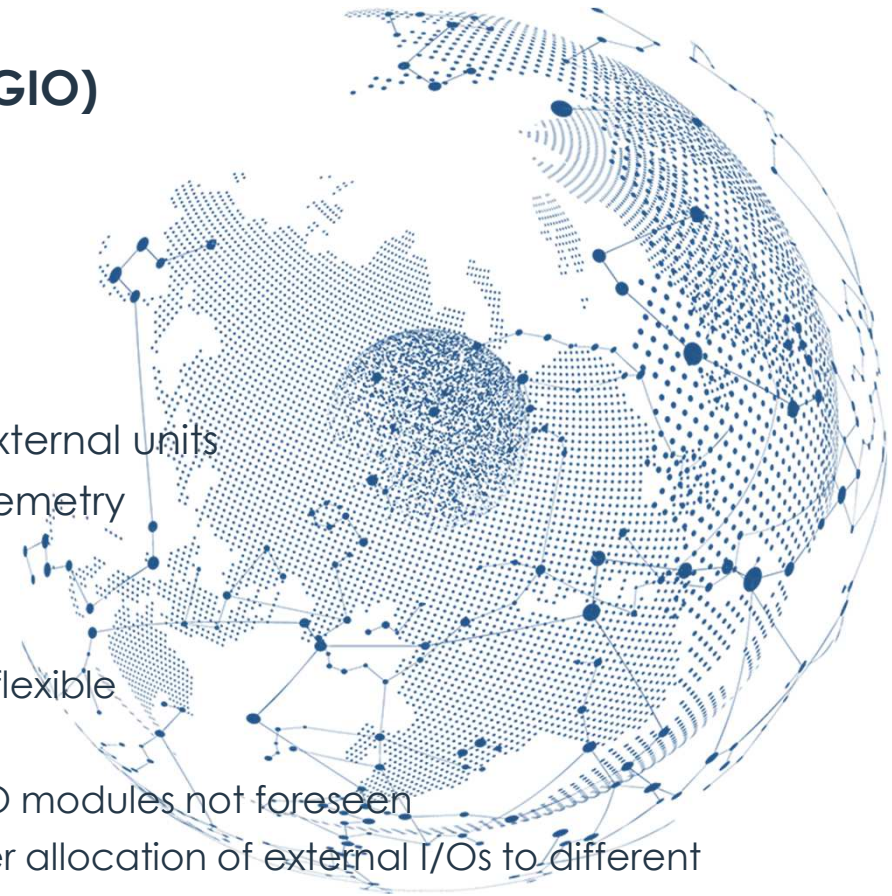 GIO)
xternal units
emetry
flexible
O modules not foreseen
er allocation of external I/Os to different